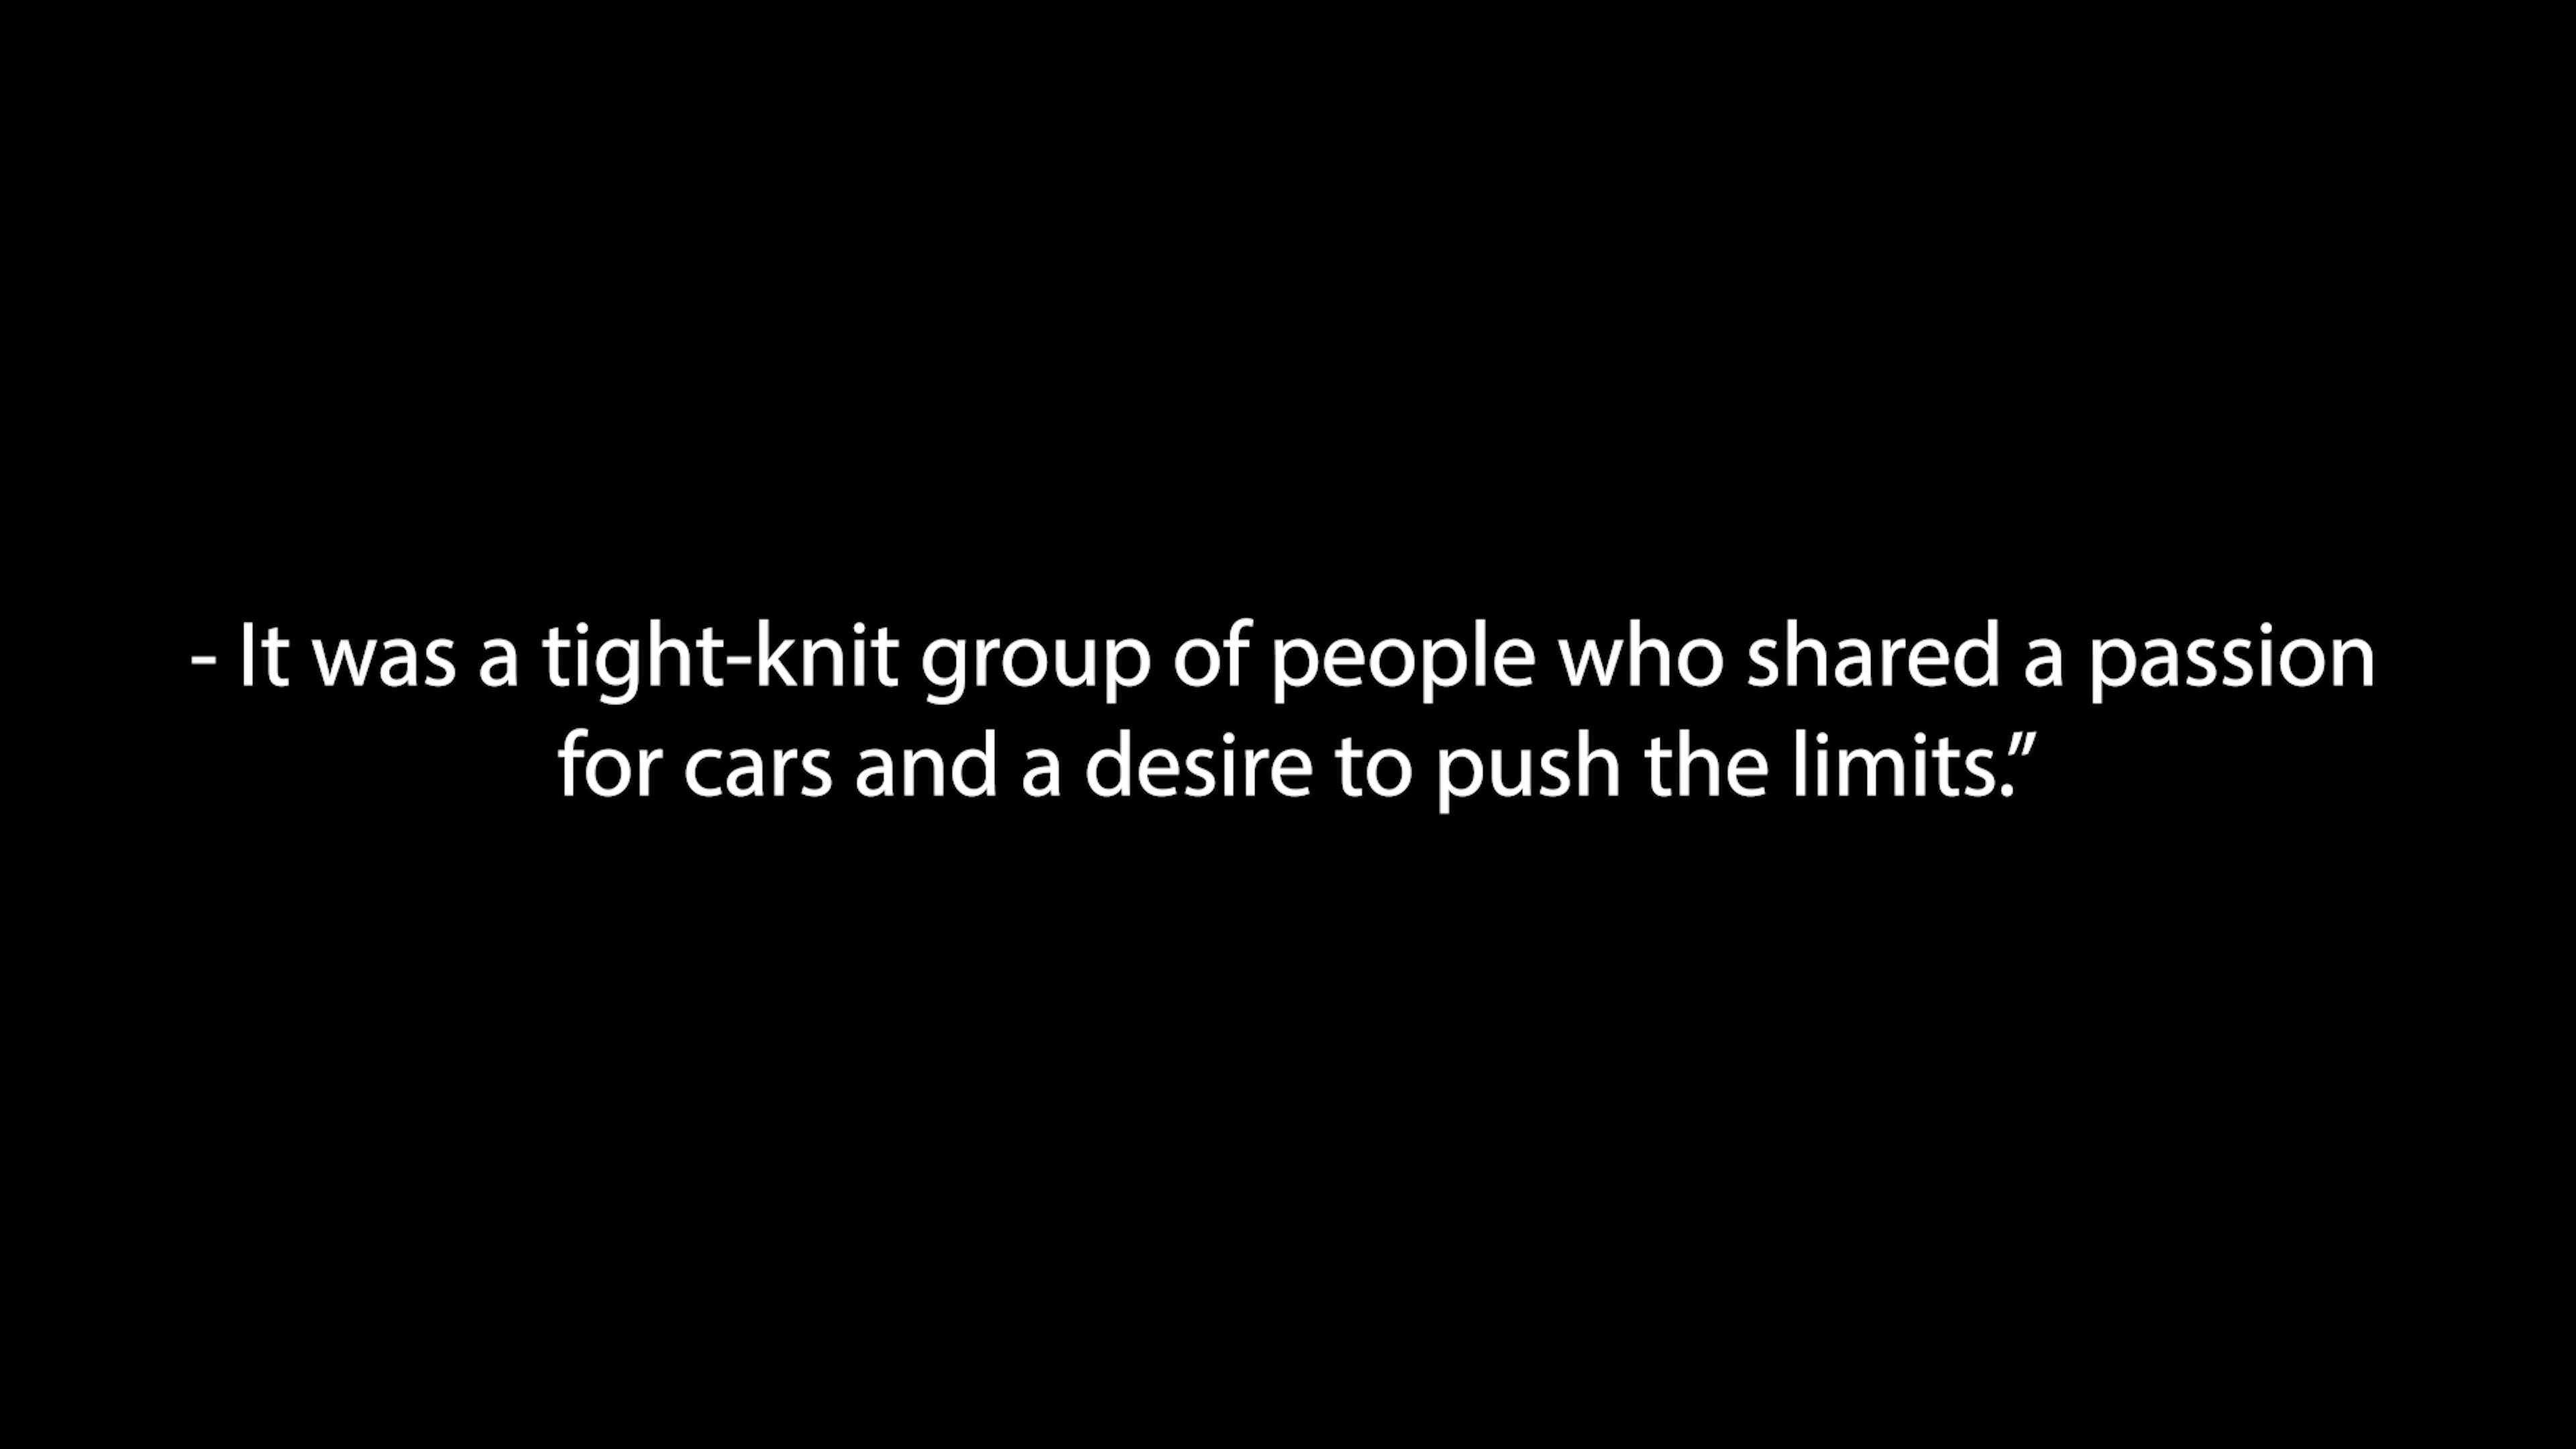 - It was a tight-knit group of people who shared a passion
for cars and a desire to push the limits.”